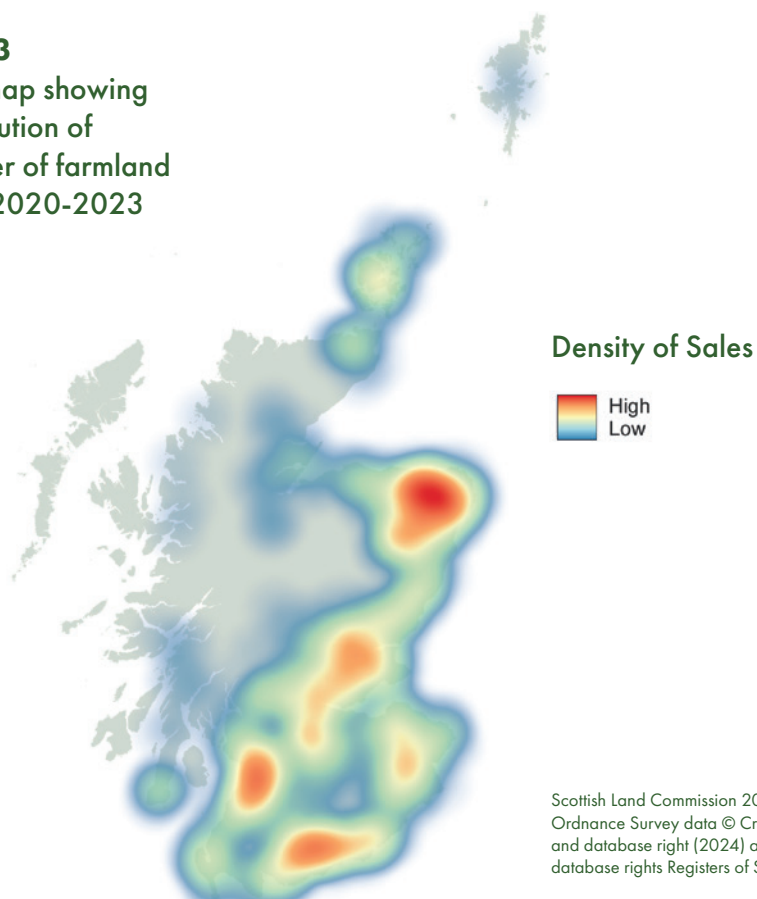 3
ap showing
ution of
er of farmland
2020-2023
Density of Sales
High
Low
Scottish Land Commission 20
Ordnance Survey data © Cr
and database right (2024) a
database rights Registers of S